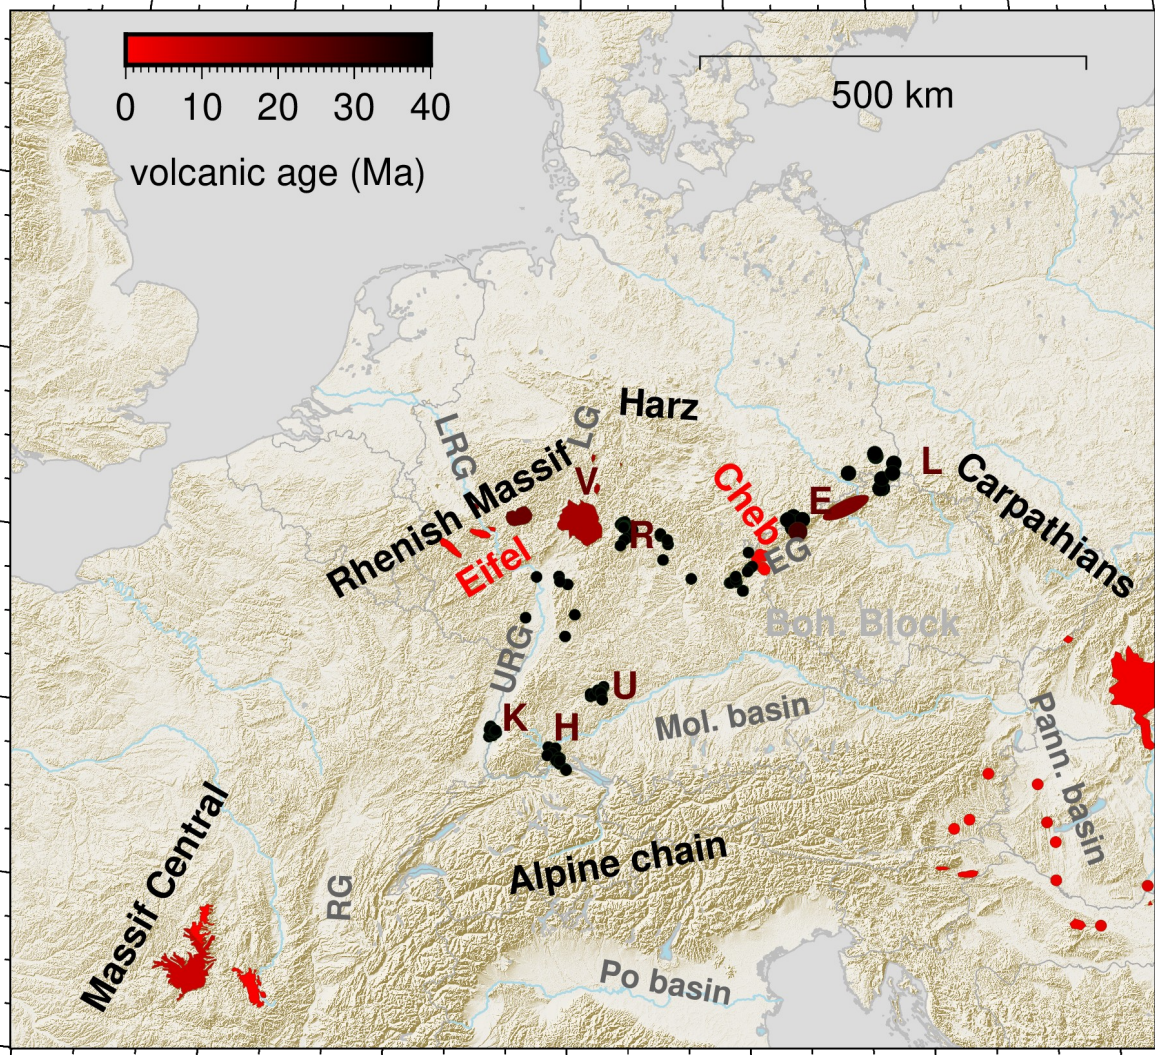 0 10 20 30 40
volcanic age (Ma)
500 km
Harz
LG
LRG
Rhenish Massif
V
Cheb
L
E
Carpathians
R
Eifel
EG
Boh. Block
URG
U
K
H
Mol. basin
Pann. basin
Massif Central
Alpine chain
RG
Po basin